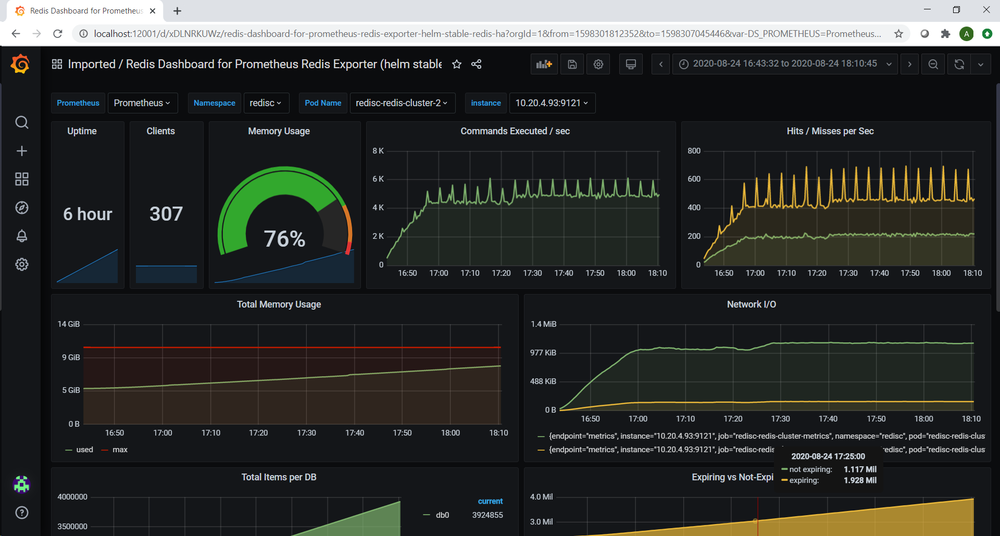 Redis Dashboard for Prometheus
localhost:12001/d/xDLNRKUWz/redis-dashboard-for-prometheus-redis-exporter-helm-stable-redis-ha?orgId=1&from=1598301812352&to=1598307045446&var-DS_PROMETHEUS=Prometheus...
A
Imported / Redis Dashboard for Prometheus Redis Exporter (helm stable
2020-08-24 16:43:32 to 2020-08-24 18:10:45
Prometheus Prometheus Namespace redisc Pod Name redisc-redis-cluster-2 instance 10.20.4.93:9121
Uptime
6 hour
Clients
307
Memory Usage
76%
Commands Executed / sec
8 K
6 K
4 K
2 K
0
16:50 17:00 17:10 17:20 17:30 17:40 17:50 18:00 18:10
Hits / Misses per Sec
800
600
400
200
0
16:50 17:00 17:10 17:20 17:30 17:40 17:50 18:00 18:10
Total Memory Usage
14 GiB
9 GiB
5 GiB
0 B
16:50 17:00 17:10 17:20 17:30 17:40 17:50 18:00 18:10
used max
Network I/O
1.4 MiB
977 KiB
488 KiB
0 B
16:50 17:00 17:10 17:20 17:30 17:40 17:50 18:00 18:10
{endpoint="metrics", instance="10.20.4.93:9121", job="redisc-redis-cluster-metrics", namespace="redisc", pod="redisc-redis-clus
{endpoint="metrics", instance="10.20.4.93:9121", job="redisc-redis redisc", pod="redisc-redis-clus
2020-08-24 17:25:00
not expiring: 1.117 Mil
expiring: 1.928 Mil
Total Items per DB
4000000
3500000
current
db0 3924855
Expiring vs Not-Expi
4.0 Mil
3.0 Mil